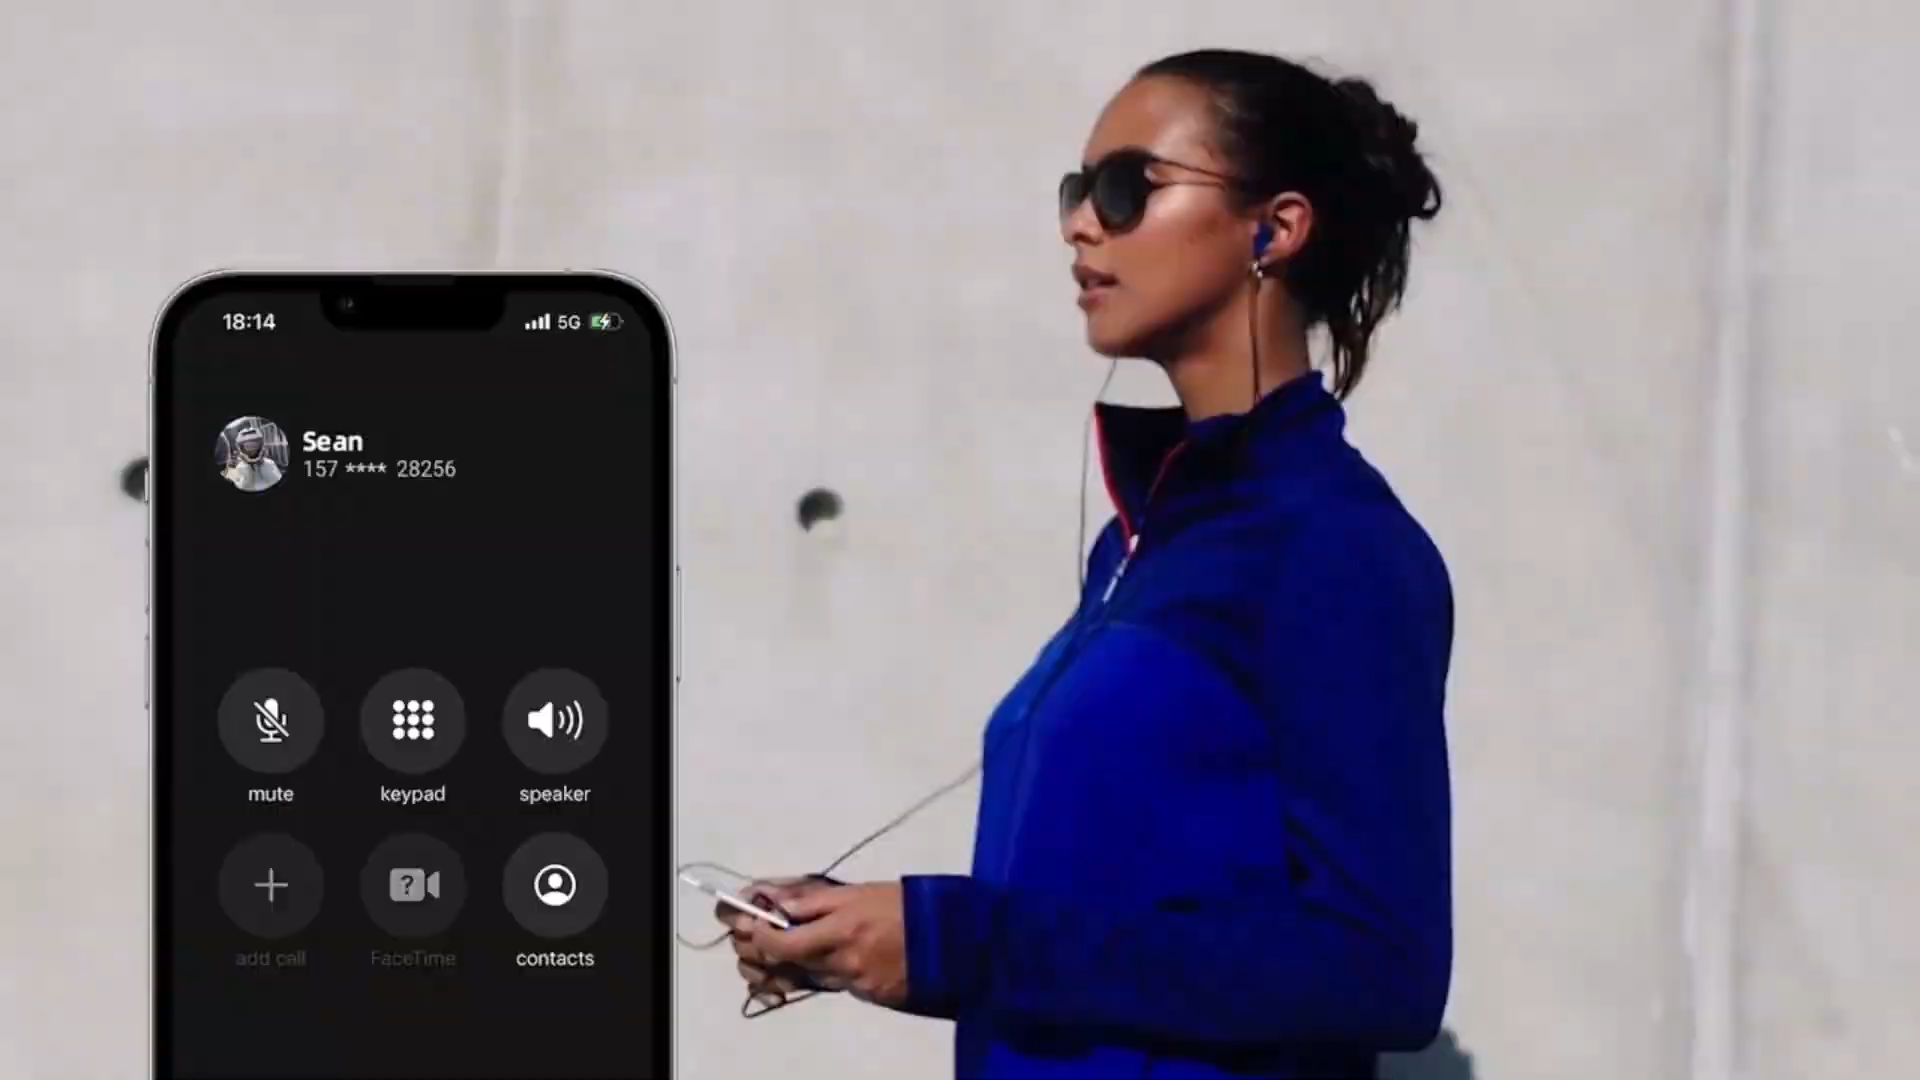 18:14 5G
Sean
157 **** 28256
mute keypad speaker
add call FaceTime contacts